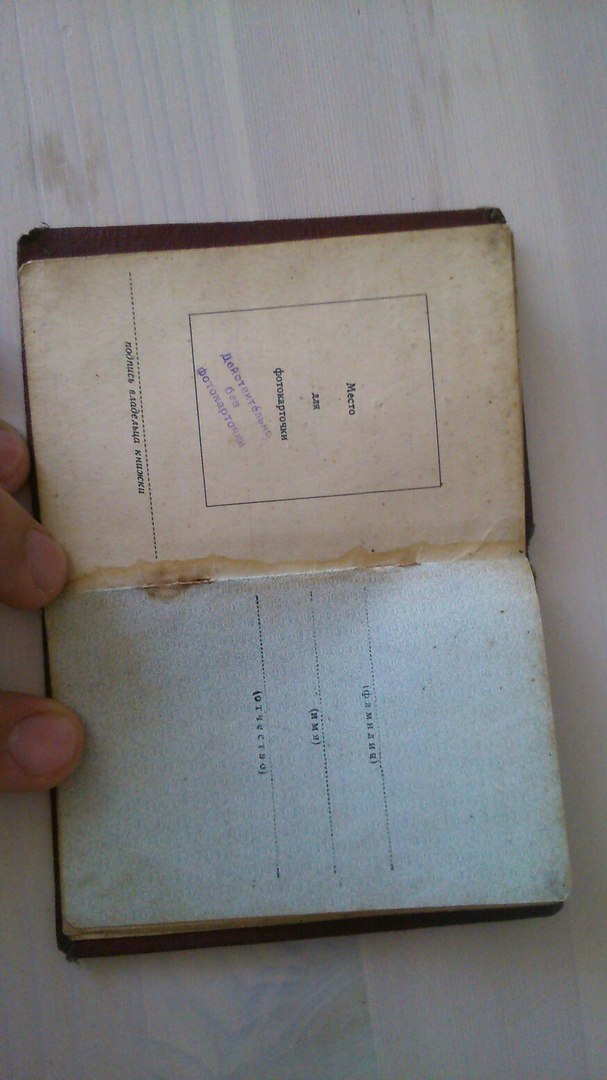 Место
для
фотокарточки
Действительно
без
фотокарточки
подпись владельца книжки
(фамилия)
(имя)
(отчество)